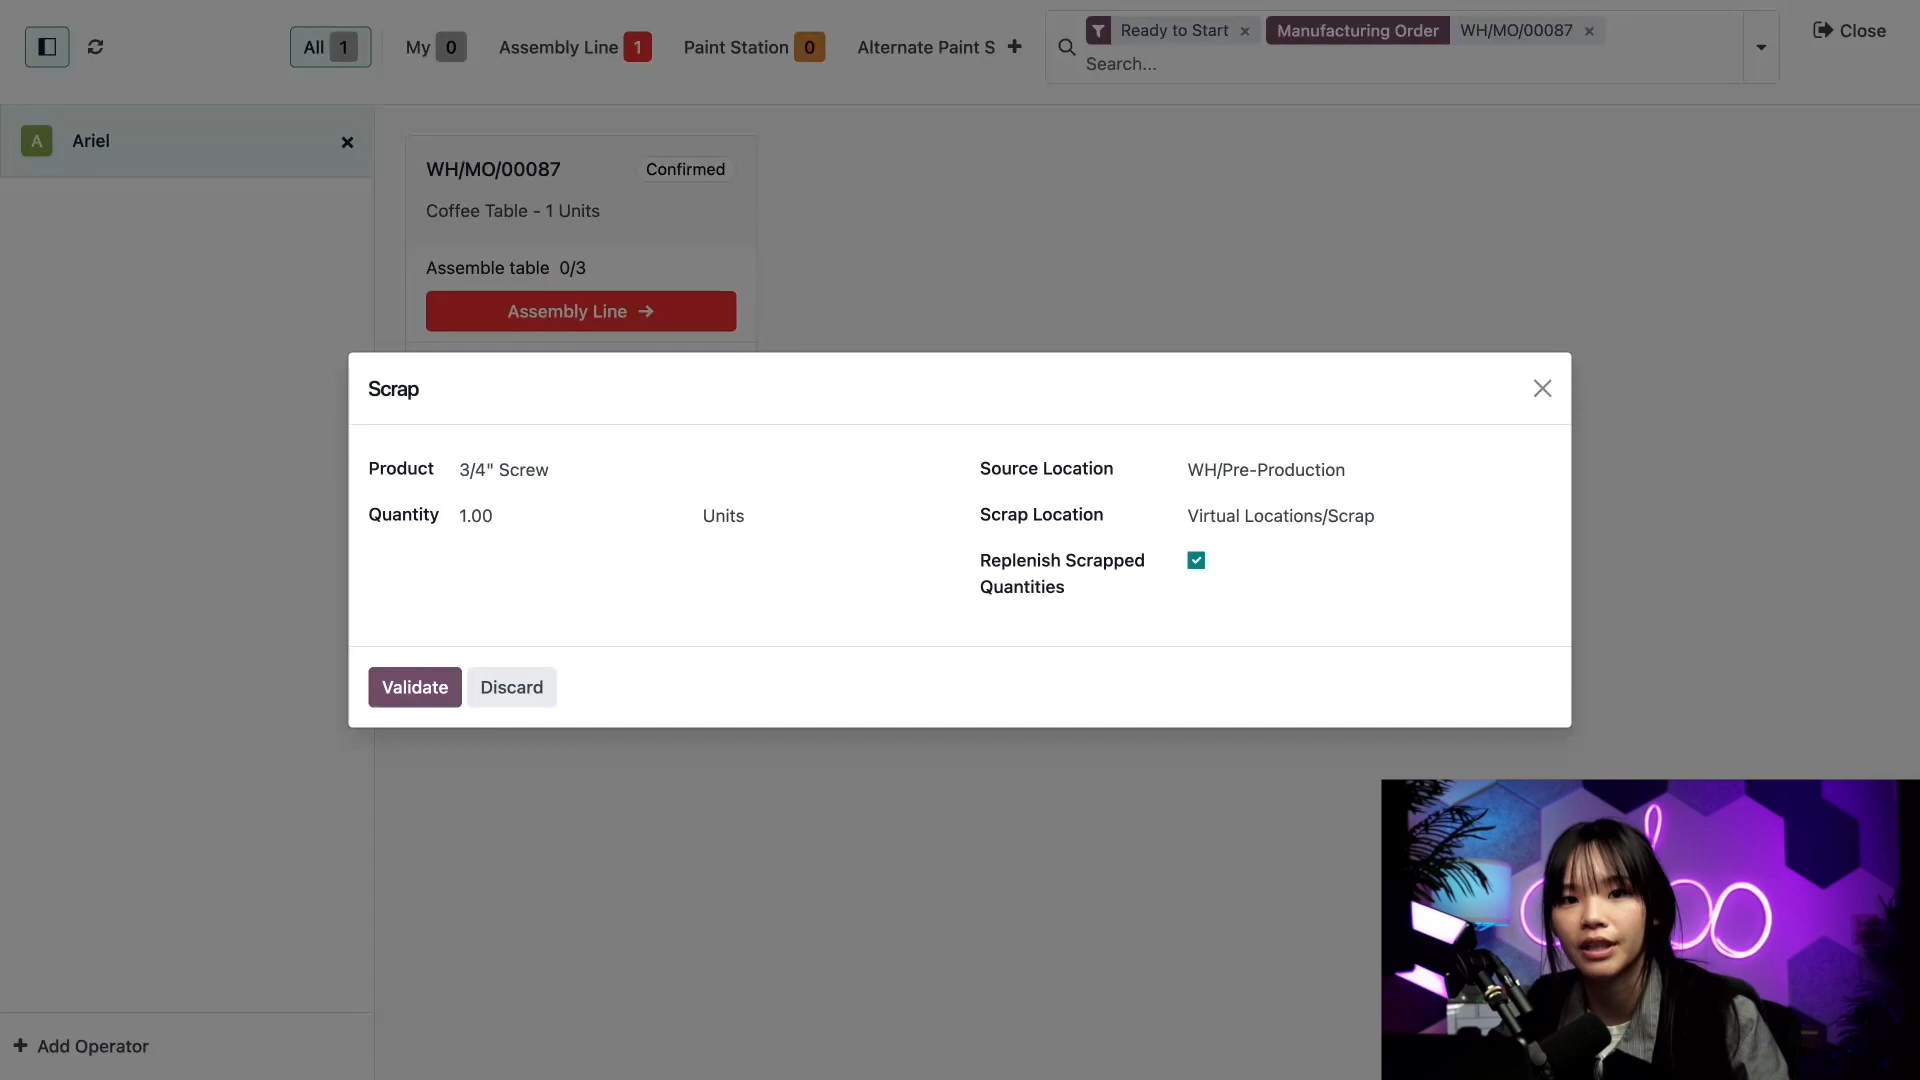 All 1
My 0
Assembly Line 1
Paint Station 0
Alternate Paint S
Ready to Start
Manufacturing Order WH/MO/00087
Search...
Close
A Ariel
WH/MO/00087 Confirmed
Coffee Table - 1 Units
Assemble table 0/3
Assembly Line
Scrap
Product 3/4" Screw
Quantity 1.00 Units
Source Location WH/Pre-Production
Scrap Location Virtual Locations/Scrap
Replenish Scrapped
Quantities
Validate Discard
Add Operator
odoo